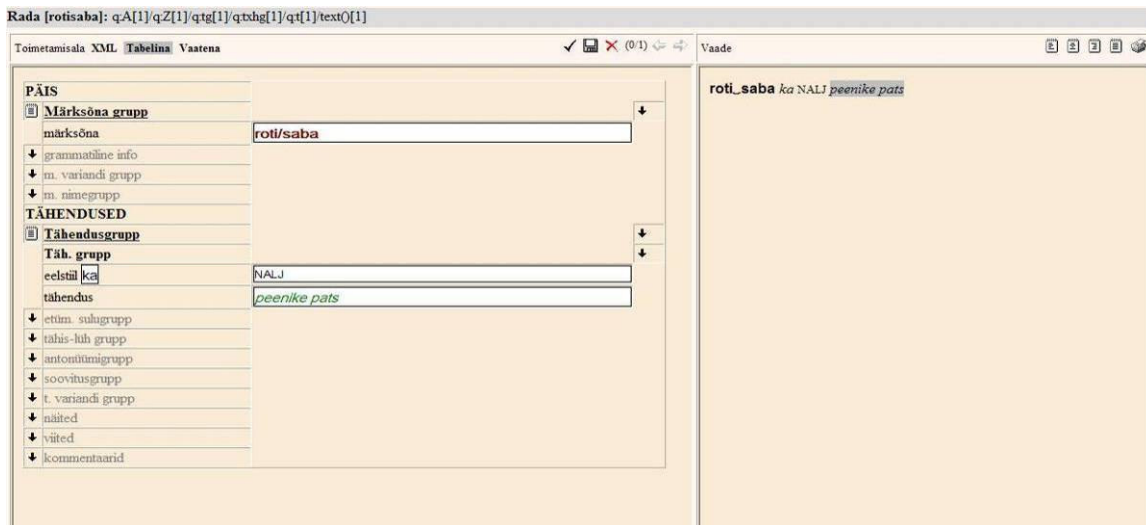 Rada [rotisaba]: q:A[1]/q:Z[1]/q:tg[1]/q:txhg[1]/q:t[1]/text()[1]
Toimetamisala XML Tabelina Vaatena (0/1)
PÄIS
Märksõna grupp
märksõna roti/saba
grammatiline info
m. variandi grupp
m. nimegrupp
TÄHENDUSED
Tähendusgrupp
Täh. grupp
eelstiil ka NALJ
tähendus peenike pats
etüm. sulugrupp
tähis-lüh grupp
antonüümigrupp
soovitusgrupp
t. variandi grupp
näited
viited
kommentaarid
Vaade
roti_saba ka NALJ peenike pats